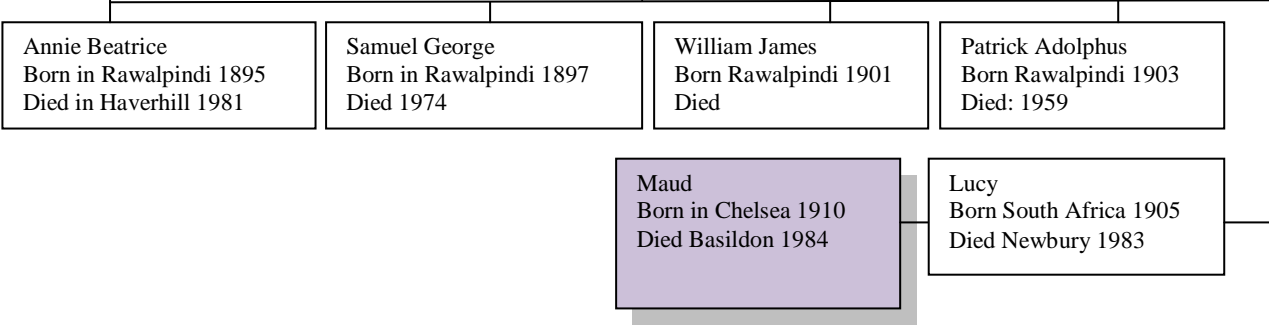 Annie Beatrice
Born in Rawalpindi 1895
Died in Haverhill 1981
Samuel George
Born in Rawalpindi 1897
Died 1974
William James
Born Rawalpindi 1901
Died
Patrick Adolphus
Born Rawalpindi 1903
Died: 1959
Maud
Born in Chelsea 1910
Died Basildon 1984
Lucy
Born South Africa 1905
Died Newbury 1983